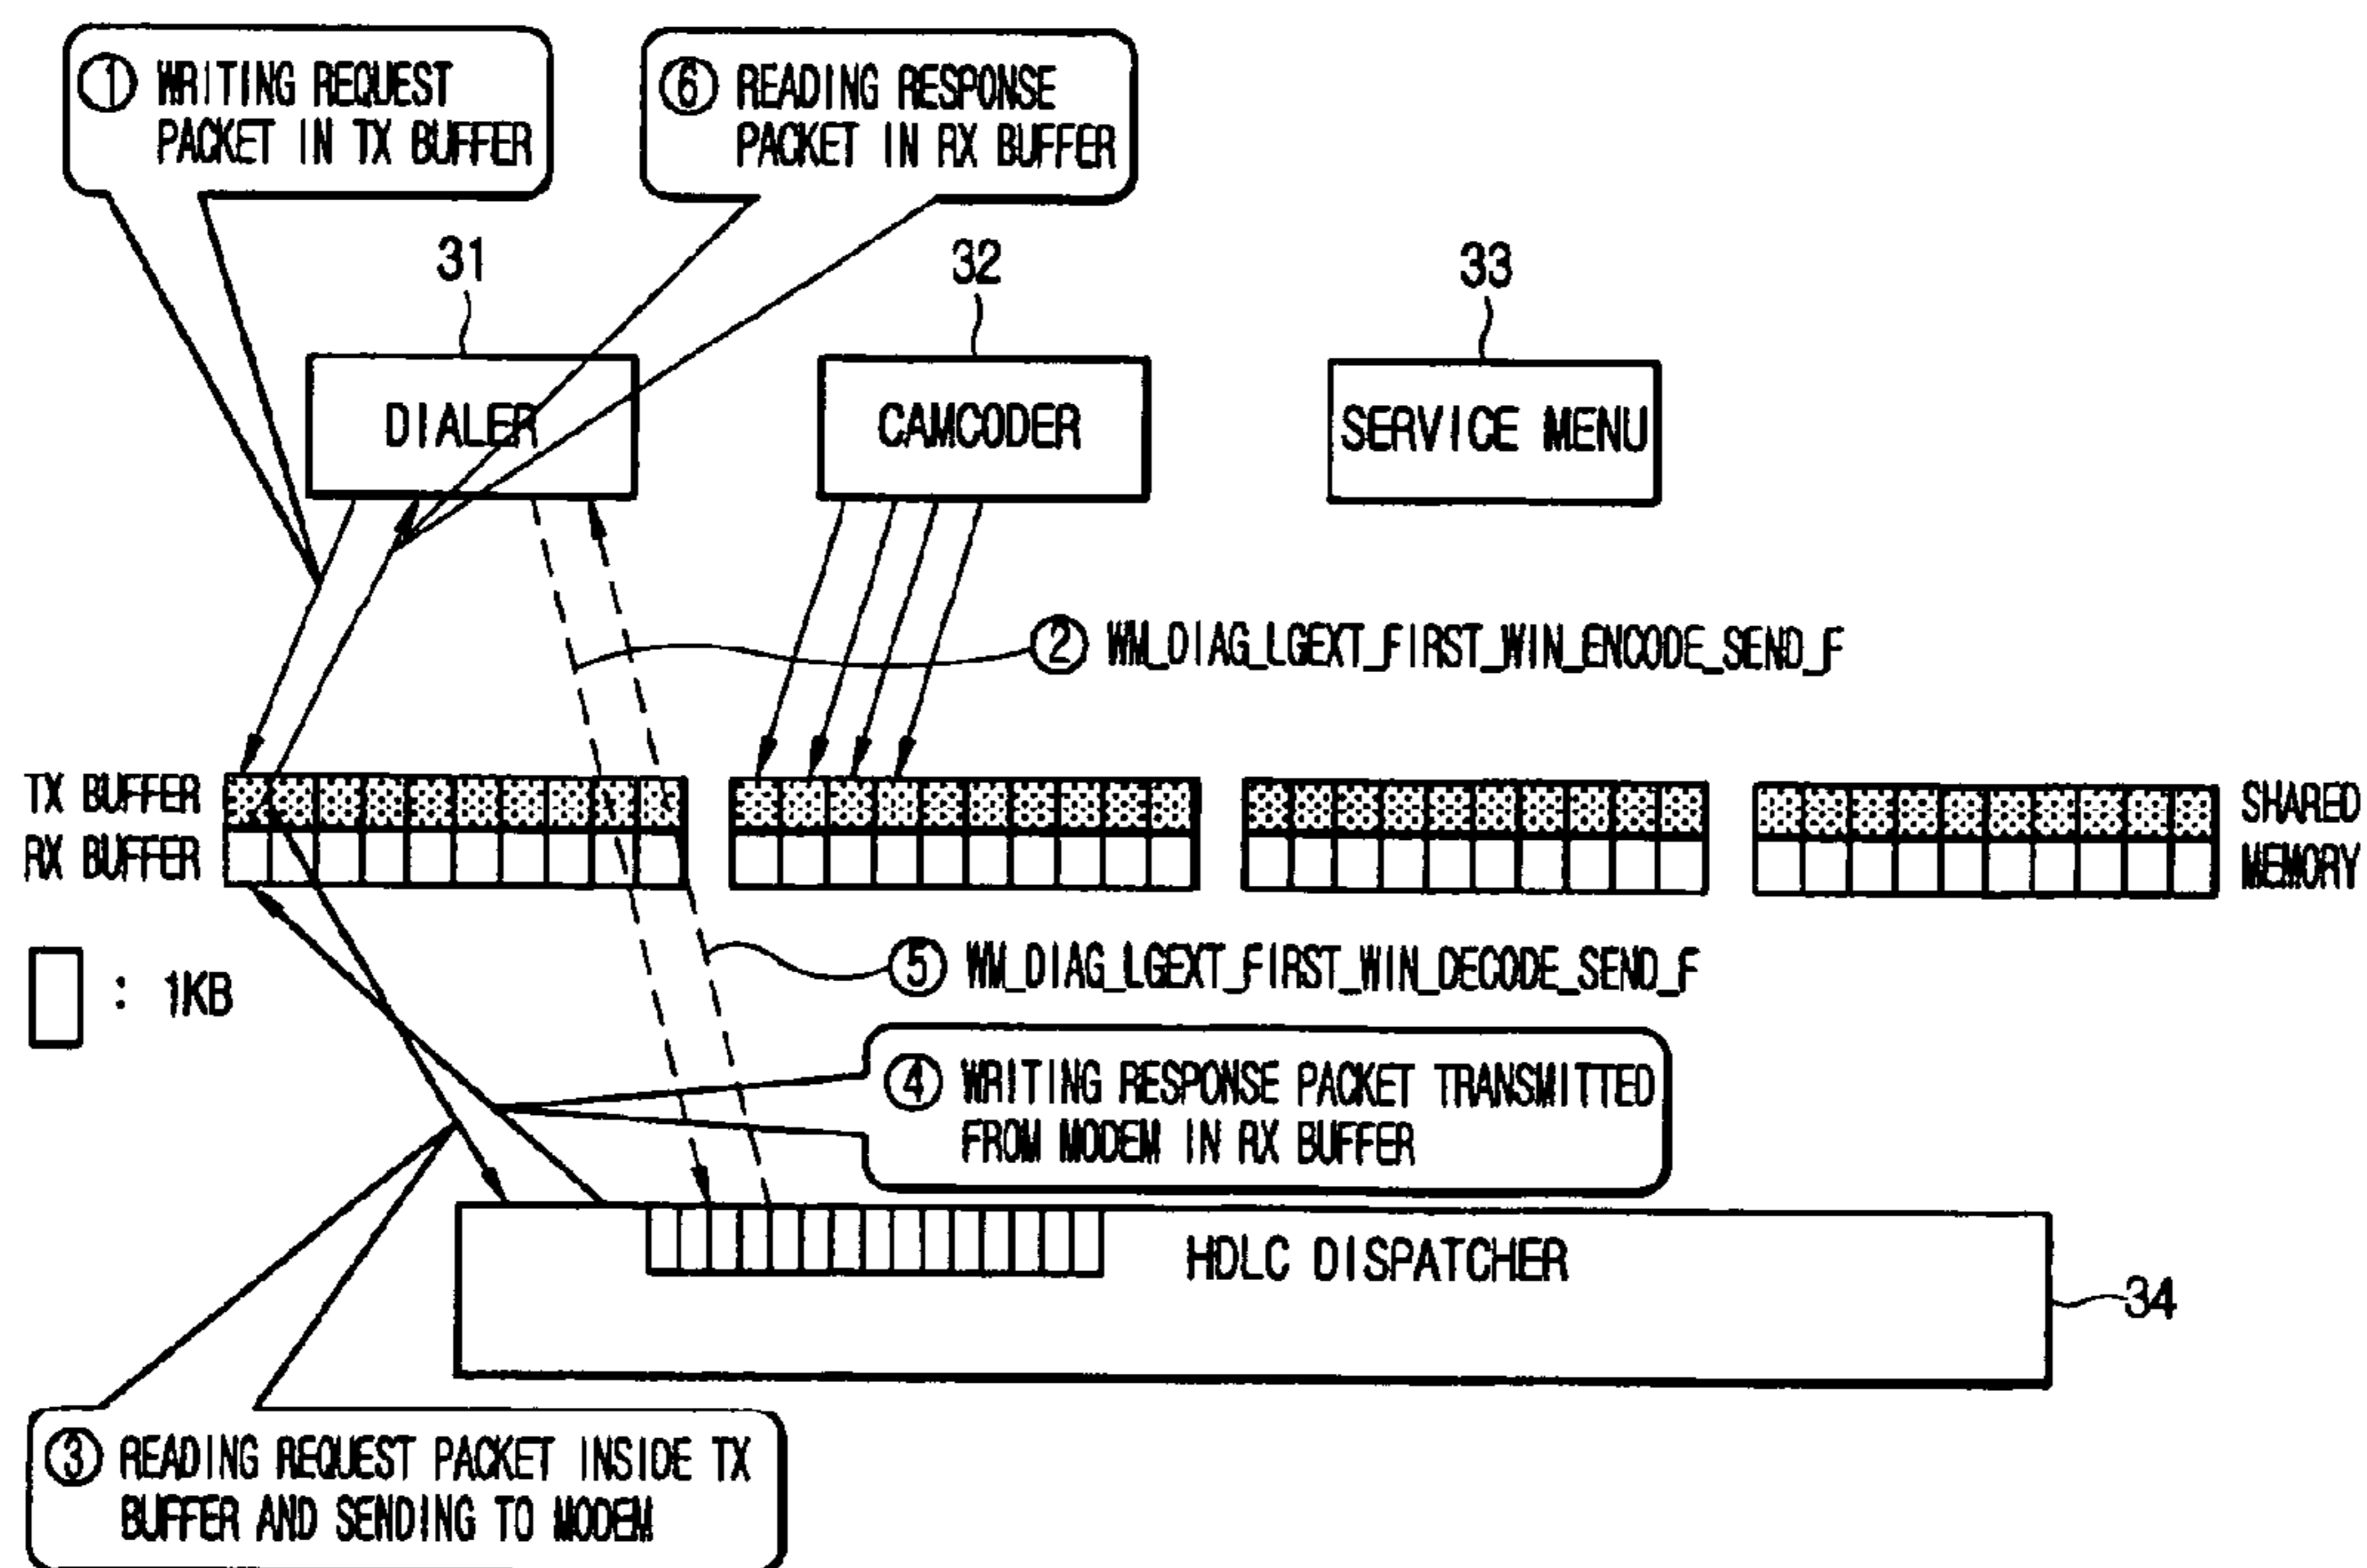 ① WRITING REQUEST
PACKET IN TX BUFFER
⑥ READING RESPONSE
PACKET IN RX BUFFER
31
32
33
DIALER
CAMCODER
SERVICE MENU
② WM_DIAG_LGEXT_FIRST_WIN_ENCODE_SEND_F
TX BUFFER
RX BUFFER
SHARED
MEMORY
: 1KB
⑤ WM_DIAG_LGEXT_FIRST_WIN_DECODE_SEND_F
④ WRITING RESPONSE PACKET TRANSMITTED
FROM MODEM IN RX BUFFER
HDLC DISPATCHER
34
③ READING REQUEST PACKET INSIDE TX
BUFFER AND SENDING TO MODEM